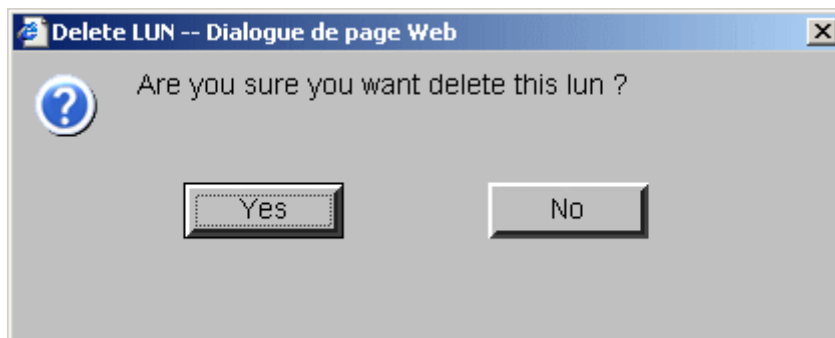 Delete LUN -- Dialogue de page Web
Are you sure you want delete this lun ?
Yes
No